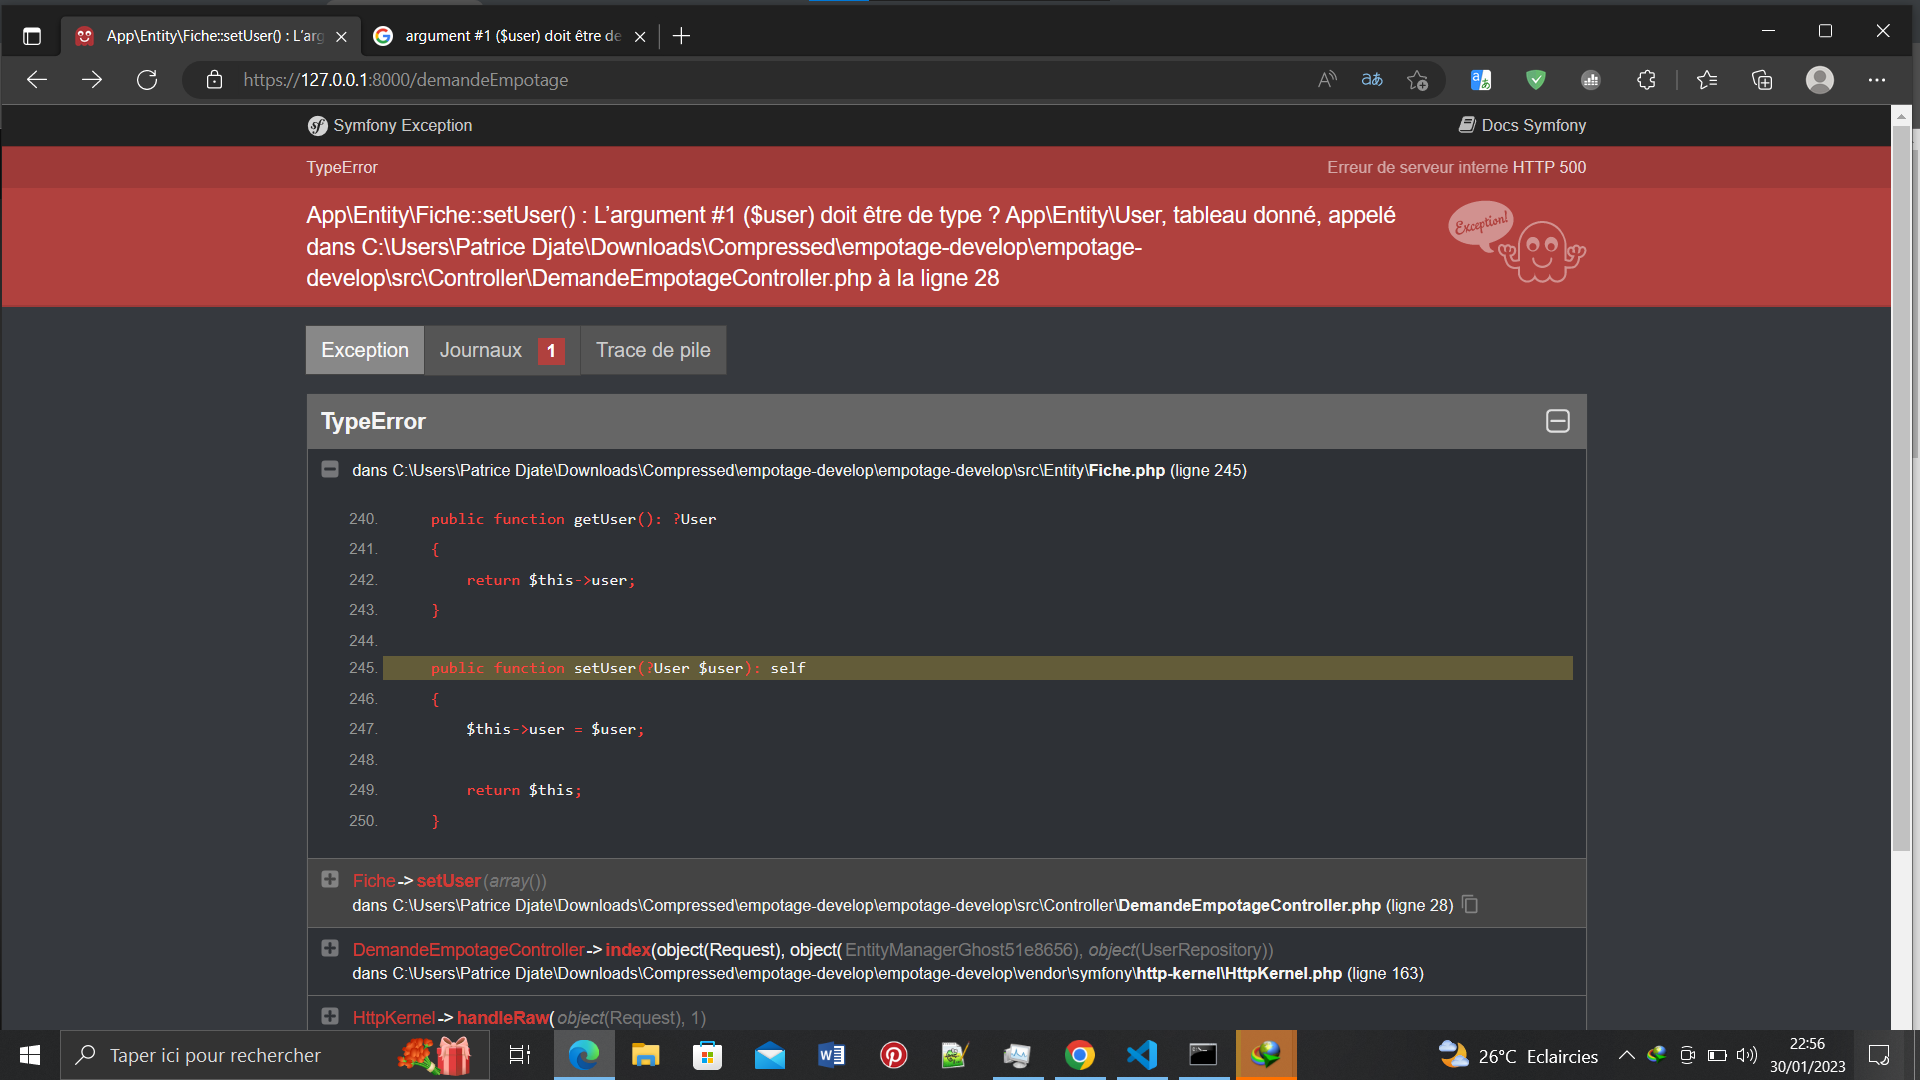 App\Entity\Fiche::setUser() : L'arg
argument #1 ($user) doit être de
https://127.0.0.1:8000/demandeEmpotage
Symfony Exception
Docs Symfony
TypeError
Erreur de serveur interne HTTP 500
App\Entity\Fiche::setUser() : L’argument #1 ($user) doit être de type ? App\Entity\User, tableau donné, appelé
dans C:\Users\Patrice Djate\Downloads\Compressed\empotage-develop\empotage-
develop\src\Controller\DemandeEmpotageController.php à la ligne 28
Exception!
Exception
Journaux 1
Trace de pile
TypeError
dans C:\Users\Patrice Djate\Downloads\Compressed\empotage-develop\empotage-develop\src\Entity\Fiche.php (ligne 245)
240. public function getUser(): ?User
241. {
242. return $this->user;
243. }
244.
245. public function setUser(?User $user): self
246. {
247. $this->user = $user;
248.
249. return $this;
250. }
Fiche-> setUser(array())
dans C:\Users\Patrice Djate\Downloads\Compressed\empotage-develop\empotage-develop\src\Controller\DemandeEmpotageController.php (ligne 28)
DemandeEmpotageController-> index(object(Request), object( EntityManagerGhost51e8656), object(UserRepository))
dans C:\Users\Patrice Djate\Downloads\Compressed\empotage-develop\empotage-develop\vendor\symfony\http-kernel\HttpKernel.php (ligne 163)
HttpKernel-> handleRaw( object(Request), 1)
Taper ici pour rechercher
26°C Eclaircies
22:56
30/01/2023